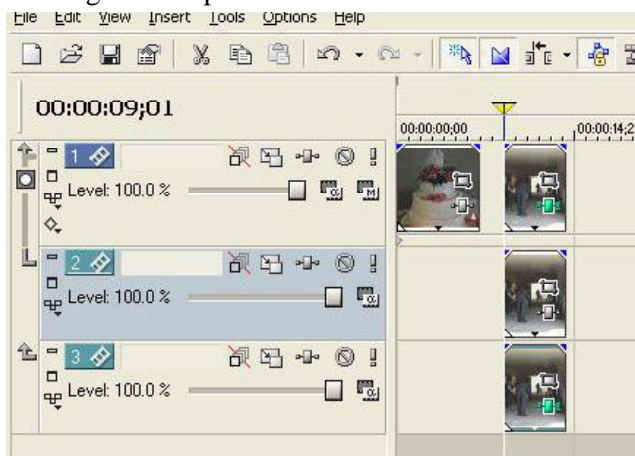 File Edit View Insert Tools Options Help
00:00:09;01
00:00:00;00 00:00:14;2
1
Level: 100.0 %
2
Level: 100.0 %
3
Level: 100.0 %